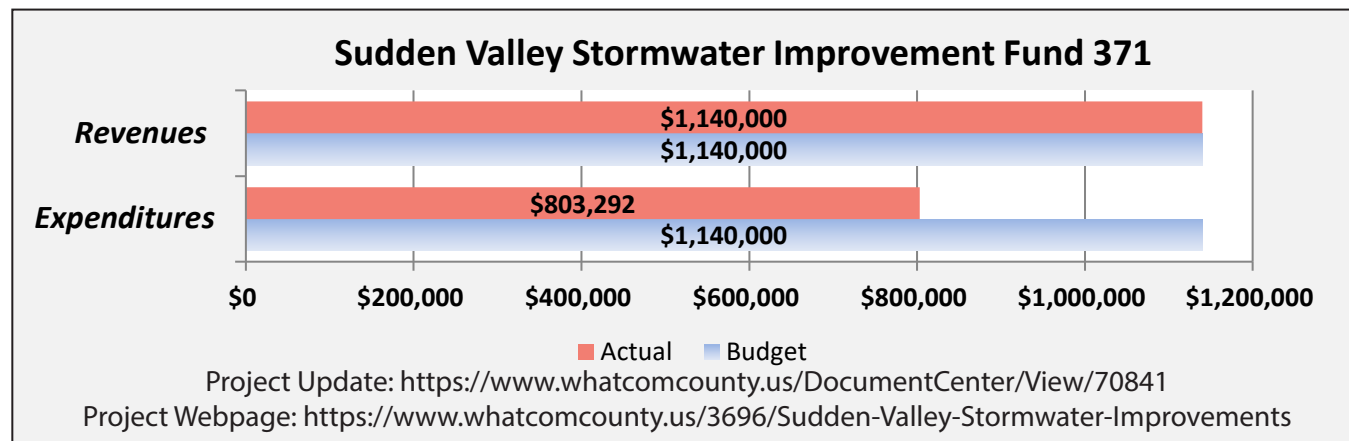 Sudden Valley Stormwater Improvement Fund 371
Revenues
$1,140,000
$1,140,000
Expenditures
$803,292
$1,140,000
$0 $200,000 $400,000 $600,000 $800,000 $1,000,000 $1,200,000
Actual Budget
Project Update: https://www.whatcomcounty.us/DocumentCenter/View/70841
Project Webpage: https://www.whatcomcounty.us/3696/Sudden-Valley-Stormwater-Improvements